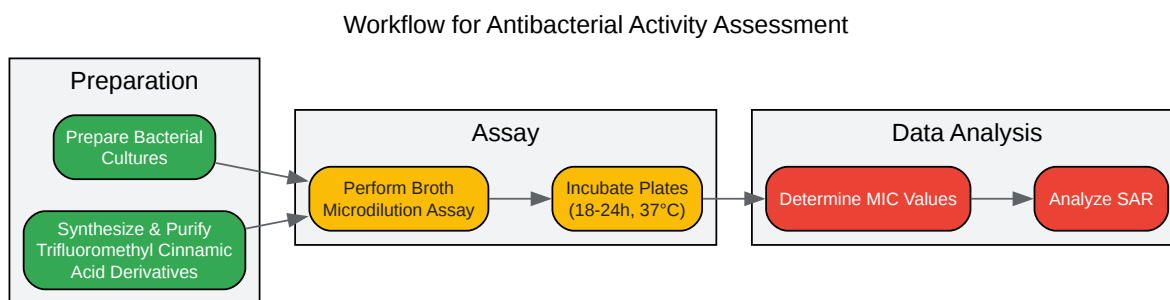 Workflow for Antibacterial Activity Assessment
Preparation
Prepare Bacterial
Cultures
Synthesize & Purify
Trifluoromethyl Cinnamic
Acid Derivatives
Assay
Perform Broth
Microdilution Assay
Incubate Plates
(18-24h, 37°C)
Data Analysis
Determine MIC Values
Analyze SAR